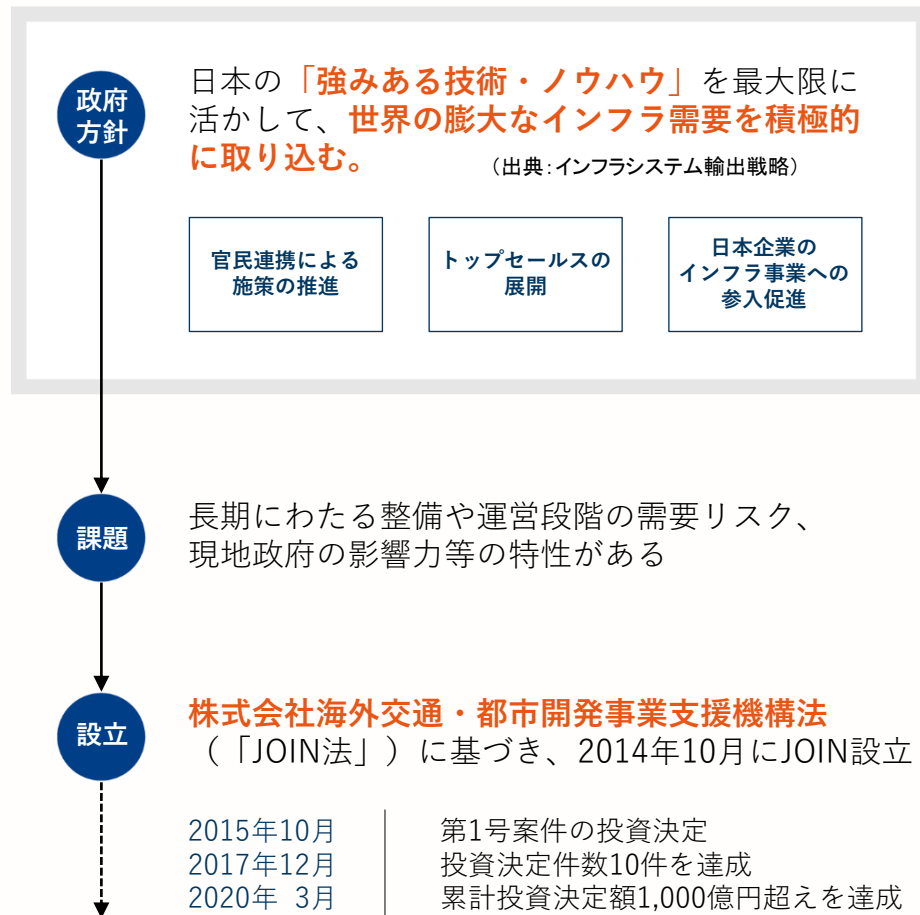 政府
方針
日本の「強みある技術・ノウハウ」を最大限に
活かして、世界の膨大なインフラ需要を積極的
に取り込む。
（出典：インフラシステム輸出戦略）
官民連携による
施策の推進
トップセールスの
展開
日本企業の
インフラ事業への
参入促進
課題
長期にわたる整備や運営段階の需要リスク、
現地政府の影響力等の特性がある
設立
株式会社海外交通・都市開発事業支援機構法
（「JOIN法」）に基づき、2014年10月にJOIN設立
2015年10月 第1号案件の投資決定
2017年12月 投資決定件数10件を達成
2020年 3月 累計投資決定額1,000億円超えを達成